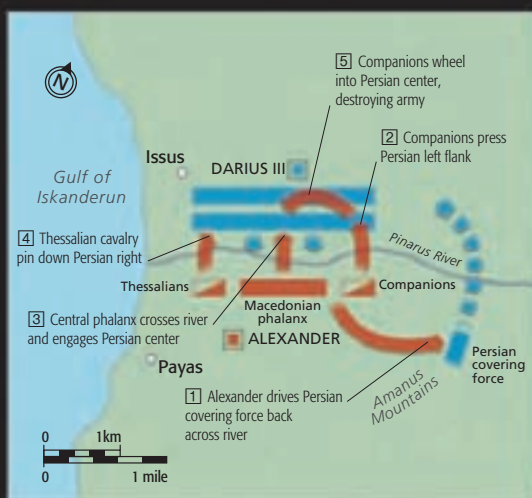 5 Companions wheel
into Persian center,
destroying army
2 Companions press
Persian left flank
N
Issus
DARIUS III
Gulf of
Iskanderun
4 Thessalian cavalry
pin down Persian right
Pinarus River
Thessalians
Macedonian
phalanx
Companions
3 Central phalanx crosses river
and engages Persian center
ALEXANDER
Persian
covering
force
Payas
Amanus
Mountains
1 Alexander drives Persian
covering force back
across river
0 1km
0 1 mile